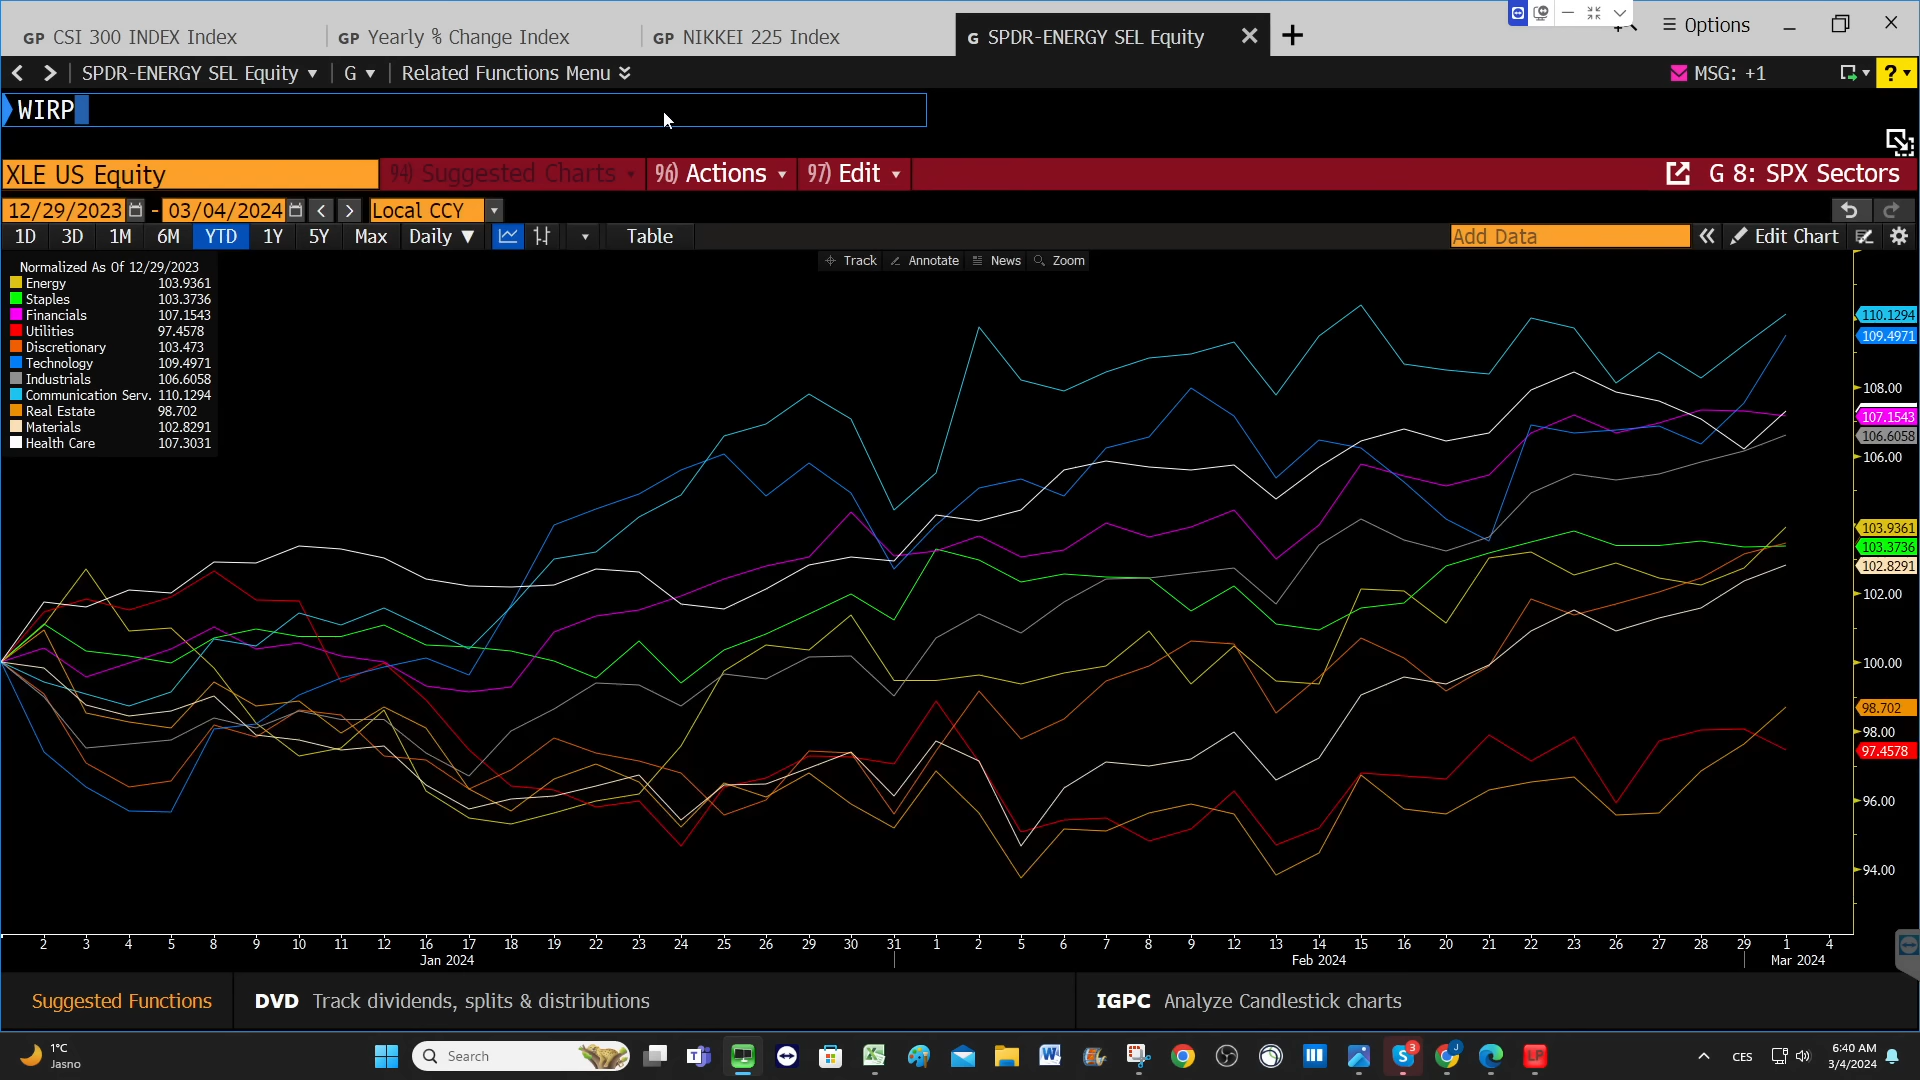 GP CSI 300 INDEX Index
GP Yearly % Change Index
GP NIKKEI 225 Index
G SPDR-ENERGY SEL Equity
Options
SPDR-ENERGY SEL Equity
G
Related Functions Menu
MSG: +1
?
WIRP
XLE US Equity
94) Suggested Charts
96) Actions
97) Edit
G 8: SPX Sectors
12/29/2023 - 03/04/2024
Local CCY
1D 3D 1M 6M YTD 1Y 5Y Max Daily
Table
Add Data
Edit Chart
Track Annotate News Zoom
Normalized As Of 12/29/2023
Energy 103.9361
Staples 103.3736
Financials 107.1543
Utilities 97.4578
Discretionary 103.473
Technology 109.4971
Industrials 106.6058
Communication Serv. 110.1294
Real Estate 98.702
Materials 102.8291
Health Care 107.3031
110.1294
109.4971
108.00
107.1543
106.6058
106.00
103.9361
103.3736
102.8291
102.00
100.00
98.702
98.00
97.4578
96.00
94.00
2 3 4 5 8 9 10 11 12 16 17 18 19 22 23 24 25 26 29 30 31 1 2 5 6 7 8 9 12 13 14 15 16 20 21 22 23 26 27 28 29 1 4
Jan 2024
Feb 2024
Mar 2024
Suggested Functions
DVD Track dividends, splits & distributions
IGPC Analyze Candlestick charts
1°C
Jasno
Search
3
J
LP
CES
6:40 AM
3/4/2024